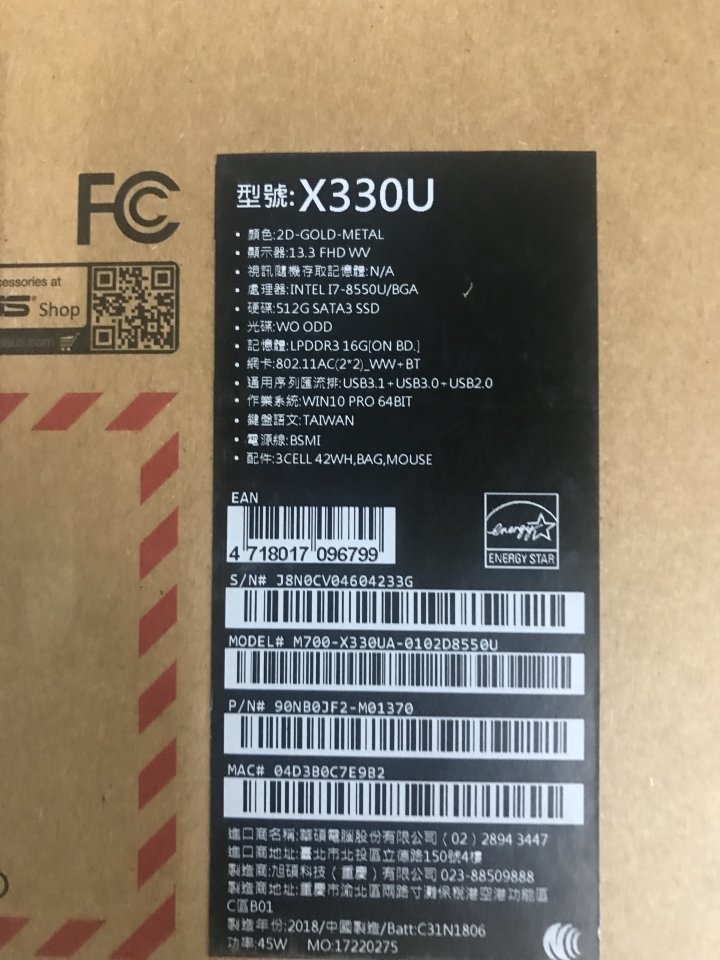 FC
cessories at
US Shop
asus.com
型號:X330U
• 顏色:2D-GOLD-METAL
• 顯示器:13.3 FHD WV
• 視訊隨機存取記憶體:N/A
• 處理器:INTEL I7-8550U/BGA
• 硬碟:512G SATA3 SSD
• 光碟:WO ODD
• 記憶體:LPDDR3 16G[ON BD.]
• 網卡:802.11AC(2*2)_WW+BT
• 通用序列匯流排:USB3.1+USB3.0+USB2.0
• 作業系統:WIN10 PRO 64BIT
• 鍵盤語文:TAIWAN
• 電源線:BSMI
• 配件:3CELL 42WH,BAG,MOUSE
EAN
4 718017 096799
energy
ENERGY STAR
S/N# J8N0CV04604233G
MODEL# M700-X330UA-0102D8550U
P/N# 90NB0JF2-M01370
MAC# 04D3B0C7E9B2
進口商名稱:華碩電腦股份有限公司 (02) 2894 3447
進口商地址:臺北市北投區立德路150號4樓
製造商:旭碩科技(重慶)有限公司 023-88509888
製造商地址:重慶市渝北區兩路寸灘保稅港空港功能區
C區B01
製造年份:2018/中國製造/Batt:C31N1806
功率:45W MO:17220275